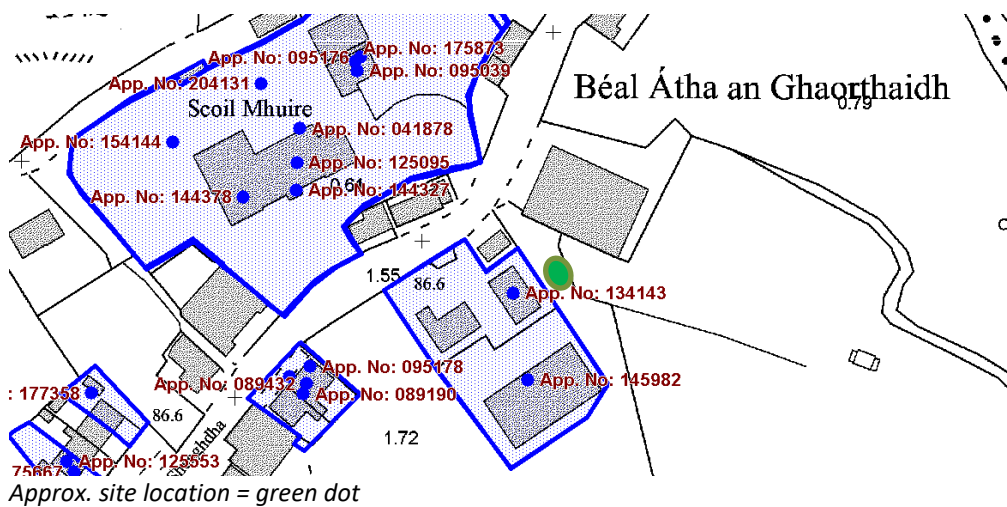 App. No: 175873
App. No: 095176
App. No: 095039
App. No: 204131
Béal Átha an Ghaorthaidh
0.79
Scoil Mhuire
App. No: 041878
App. No: 154144
App. No: 125095
0.64
App. No: 144327
App. No: 144378
1.55
86.6
App. No: 134143
App. No: 095178
App. No: 145982
App. No: 089432
: 177358
App. No: 089190
86.6
1.72
App. No: 125553
75667
Approx. site location = green dot